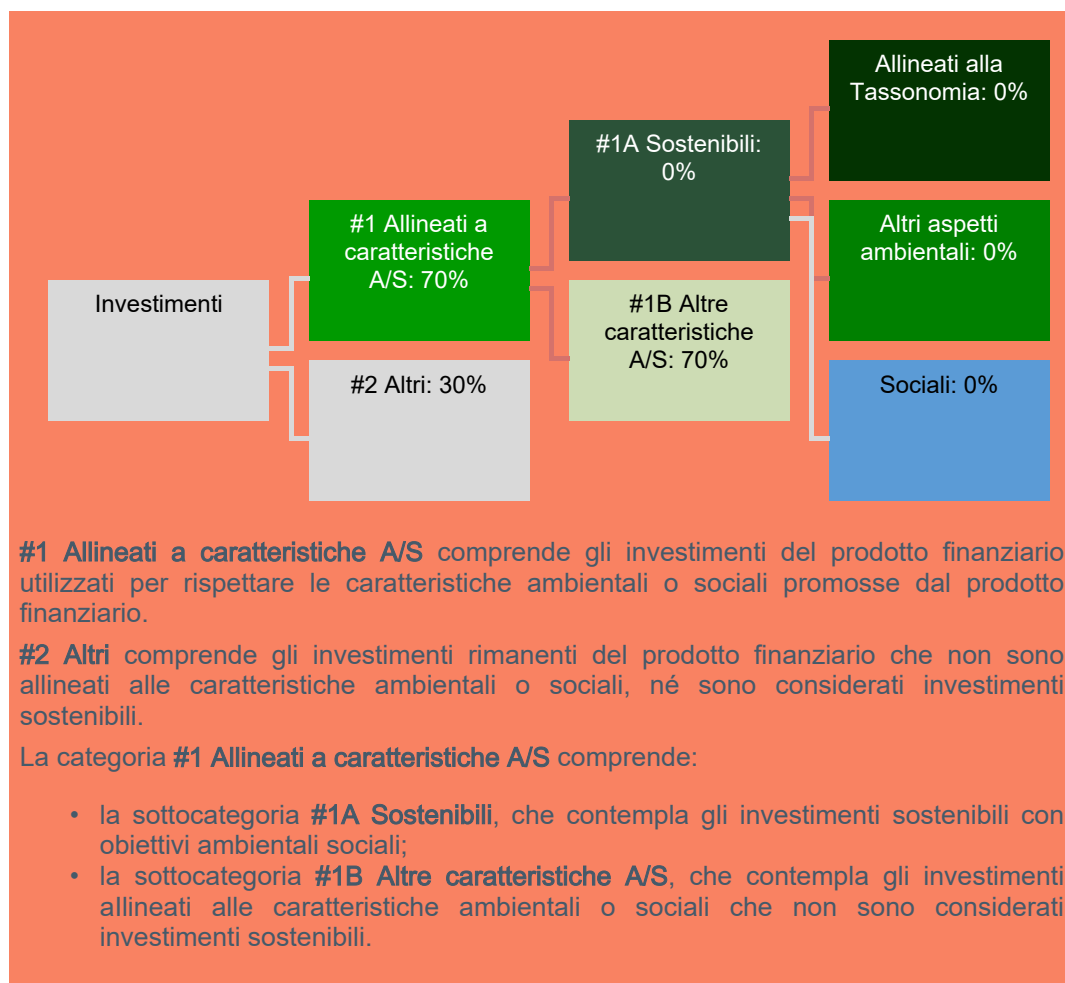 Investimenti
#1 Allineati a
caratteristiche
A/S: 70%
#2 Altri: 30%
#1A Sostenibili:
0%
#1B Altre
caratteristiche
A/S: 70%
Allineati alla
Tassonomia: 0%
Altri aspetti
ambientali: 0%
Sociali: 0%
#1 Allineati a caratteristiche A/S comprende gli investimenti del prodotto finanziario
utilizzati per rispettare le caratteristiche ambientali o sociali promosse dal prodotto
finanziario.
#2 Altri comprende gli investimenti rimanenti del prodotto finanziario che non sono
allineati alle caratteristiche ambientali o sociali, né sono considerati investimenti
sostenibili.
La categoria #1 Allineati a caratteristiche A/S comprende:
• la sottocategoria #1A Sostenibili, che contempla gli investimenti sostenibili con
obiettivi ambientali sociali;
• la sottocategoria #1B Altre caratteristiche A/S, che contempla gli investimenti
allineati alle caratteristiche ambientali o sociali che non sono considerati
investimenti sostenibili.